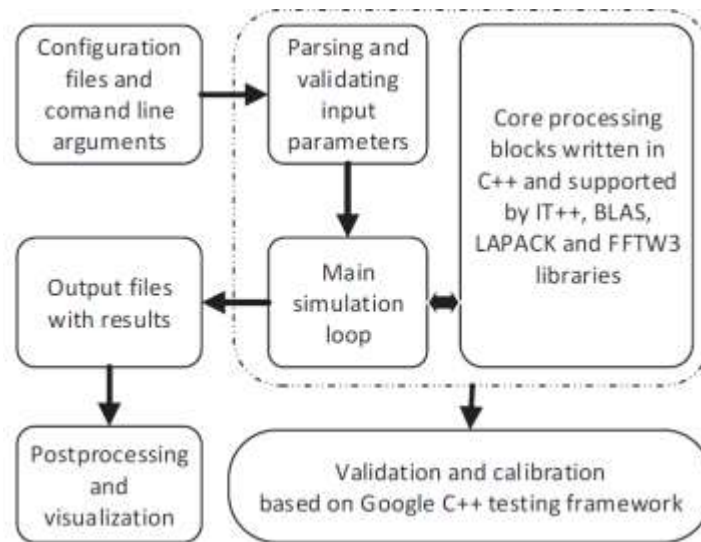 Configuration
files and
comand line
arguments
Parsing and
validating
input
parameters
Core processing
blocks written in
C++ and supported
by IT++, BLAS,
LAPACK and FFTW3
libraries
Output files
with results
Main
simulation
loop
Postprocessing
and
visualization
Validation and calibration
based on Google C++ testing framework